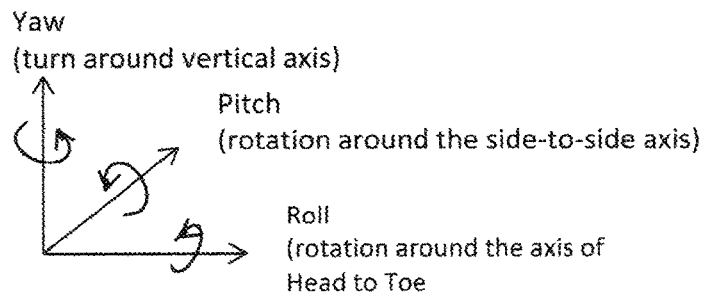 Yaw
(turn around vertical axis)
Pitch
(rotation around the side-to-side axis)
Roll
(rotation around the axis of
Head to Toe